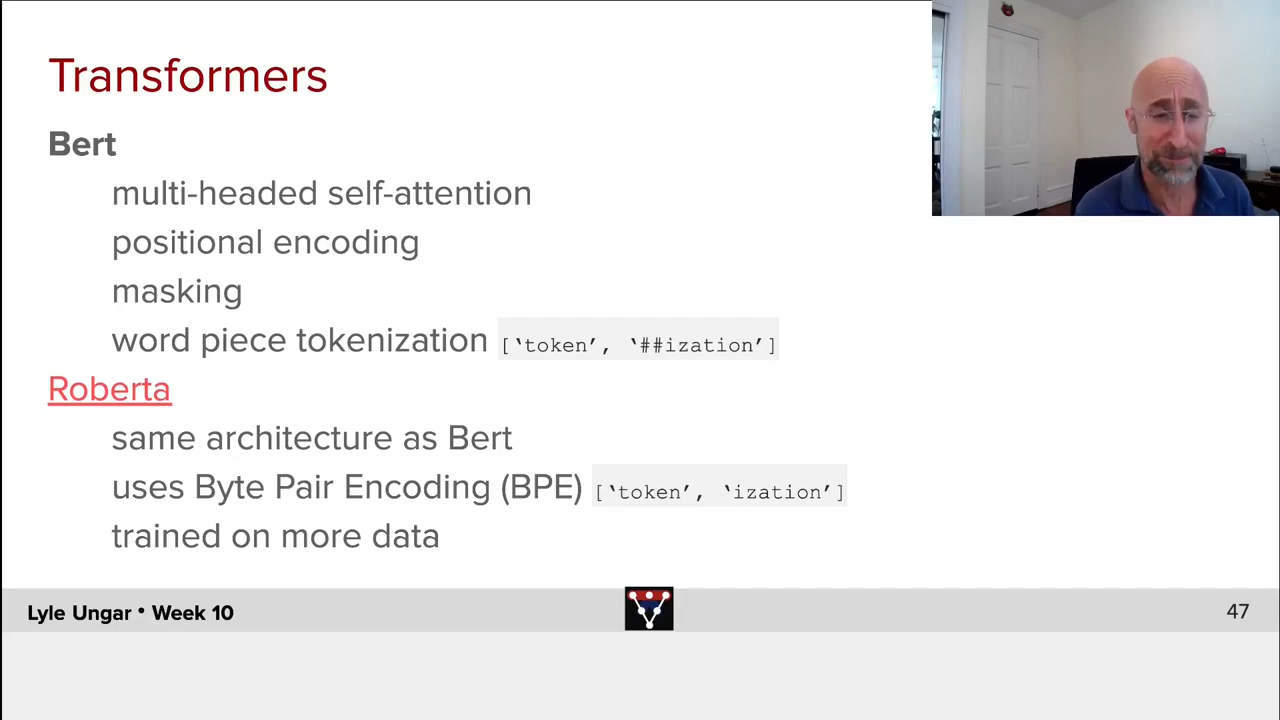 Transformers
Bert
multi-headed self-attention
positional encoding
masking
word piece tokenization [‘token’, ‘##ization’]
Roberta
same architecture as Bert
uses Byte Pair Encoding (BPE) [‘token’, ‘ization’]
trained on more data
Lyle Ungar • Week 10
47